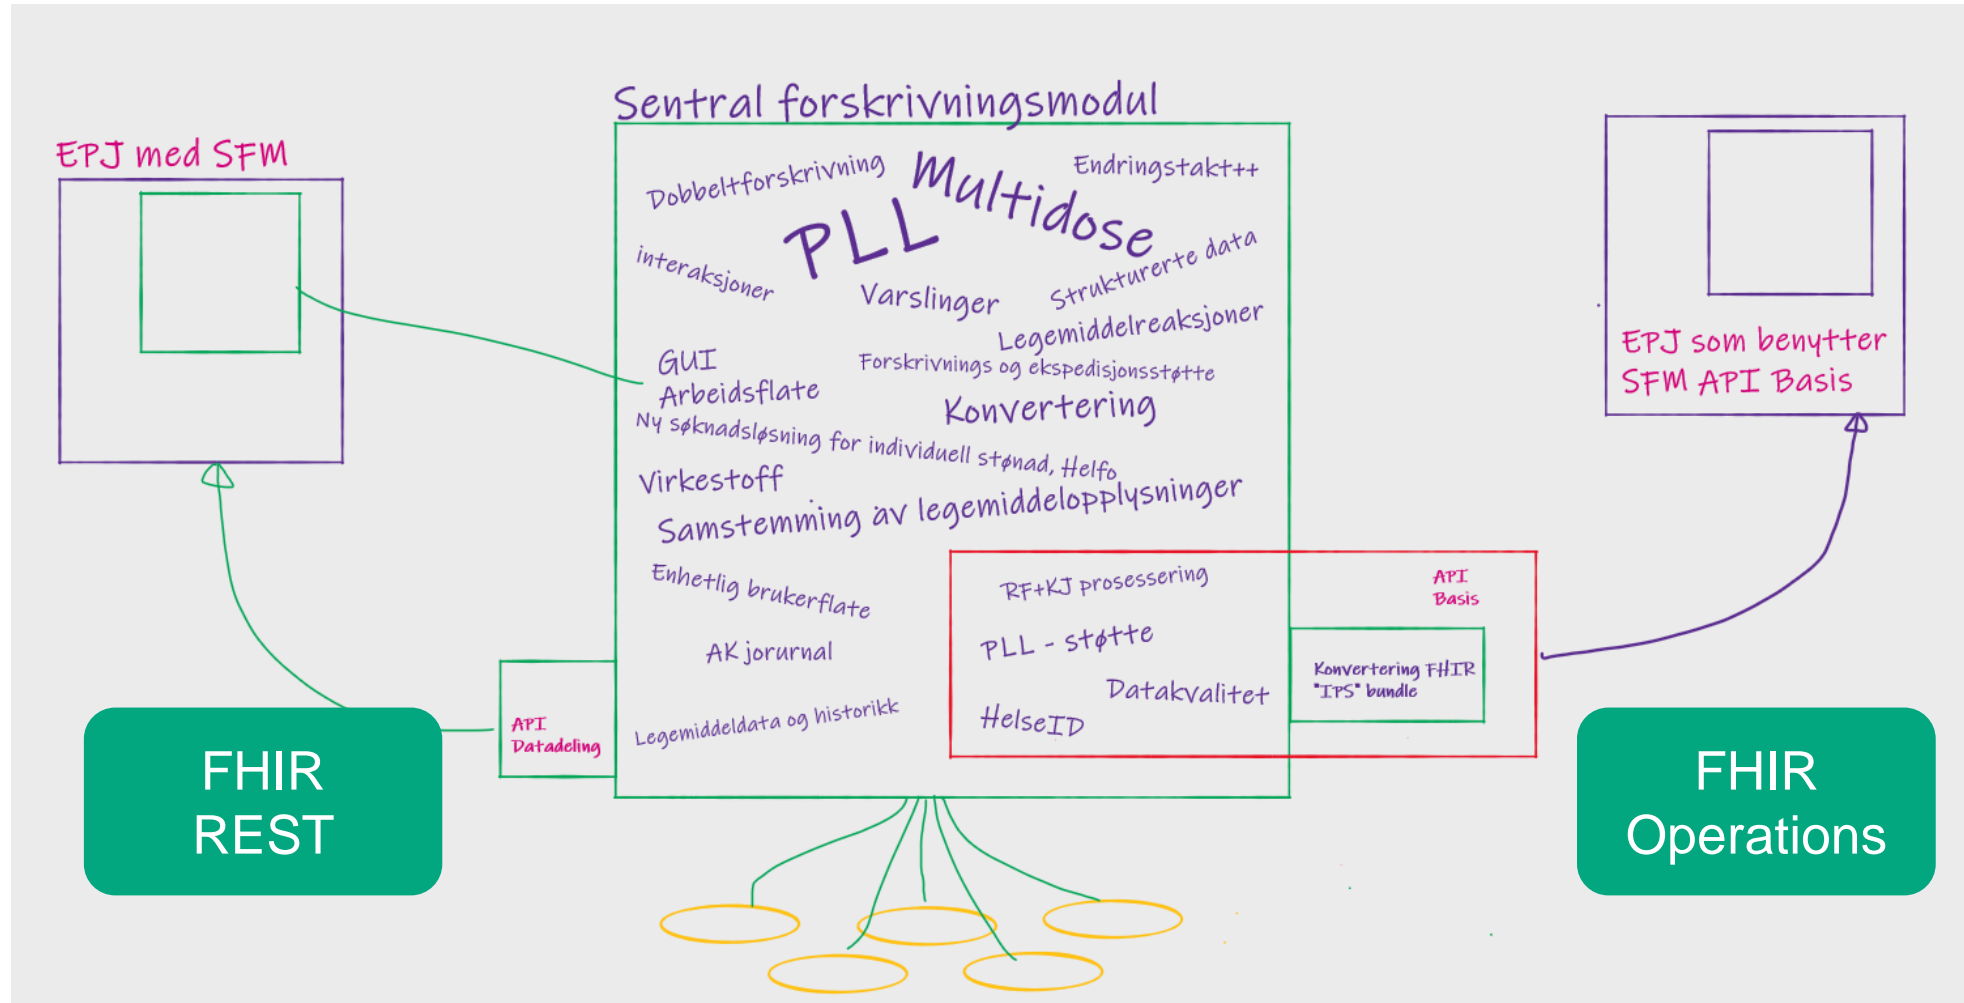 Sentral forskrivningsmodul
EPJ med SFM
Dobbeltforskrivning
Multidose
Endringstakt++
PLL
interaksjoner
Varslinger
Strukturerte data
Legemiddelreaksjoner
GUI
Arbeidsflate
Forskrivnings og ekspedisjonsstøtte
Konvertering
Ny søknadsløsning for individuell stønad, Helfo
Virkestoff
Samstemming av legemiddelopplysninger
Enhetlig brukerflate
AK jorurnal
Legemiddeldata og historikk
RF+KJ prosessering
PLL - støtte
Datakvalitet
HelseID
API
Basis
Konvertering FHIR
"IPS" bundle
API
Datadeling
EPJ som benytter
SFM API Basis
FHIR
REST
FHIR
Operations